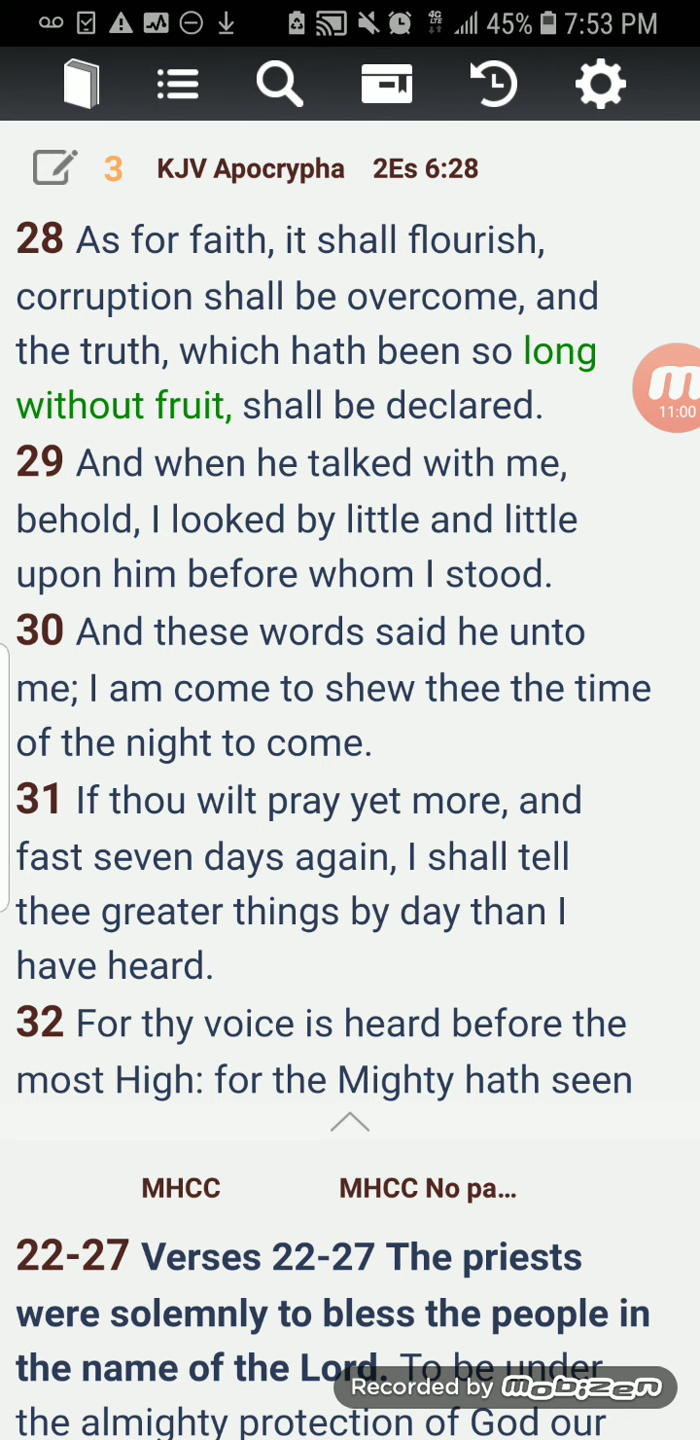 4G
LTE
45% 7:53 PM
3 KJV Apocrypha 2Es 6:28
28 As for faith, it shall flourish,
corruption shall be overcome, and
the truth, which hath been so long
without fruit, shall be declared.
11:00
29 And when he talked with me,
behold, I looked by little and little
upon him before whom I stood.
30 And these words said he unto
me; I am come to shew thee the time
of the night to come.
31 If thou wilt pray yet more, and
fast seven days again, I shall tell
thee greater things by day than I
have heard.
32 For thy voice is heard before the
most High: for the Mighty hath seen
MHCC MHCC No pa...
22-27 Verses 22-27 The priests
were solemnly to bless the people in
the name of the Lord. To be under
Recorded by mobizen
the almighty protection of God our